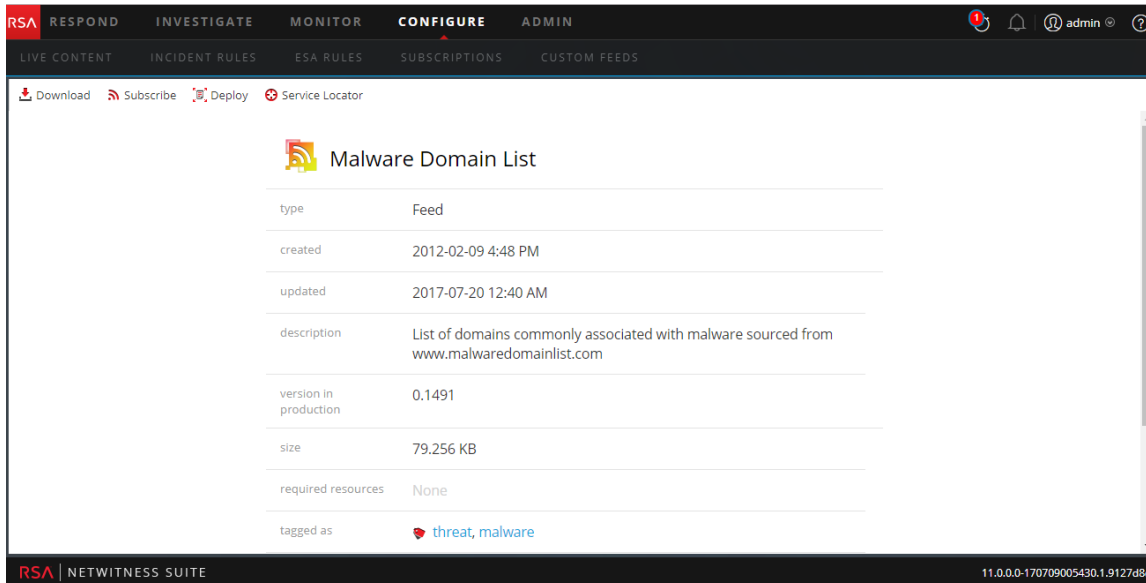 RSA RESPOND INVESTIGATE MONITOR CONFIGURE ADMIN 1 admin
LIVE CONTENT INCIDENT RULES ESA RULES SUBSCRIPTIONS CUSTOM FEEDS
Download Subscribe Deploy Service Locator
Malware Domain List
type Feed
created 2012-02-09 4:48 PM
updated 2017-07-20 12:40 AM
description List of domains commonly associated with malware sourced from
www.malwaredomainlist.com
version in 0.1491
production
size 79.256 KB
required resources None
tagged as threat, malware
RSA NETWITNESS SUITE 11.0.0.0-170709005430.1.9127d8